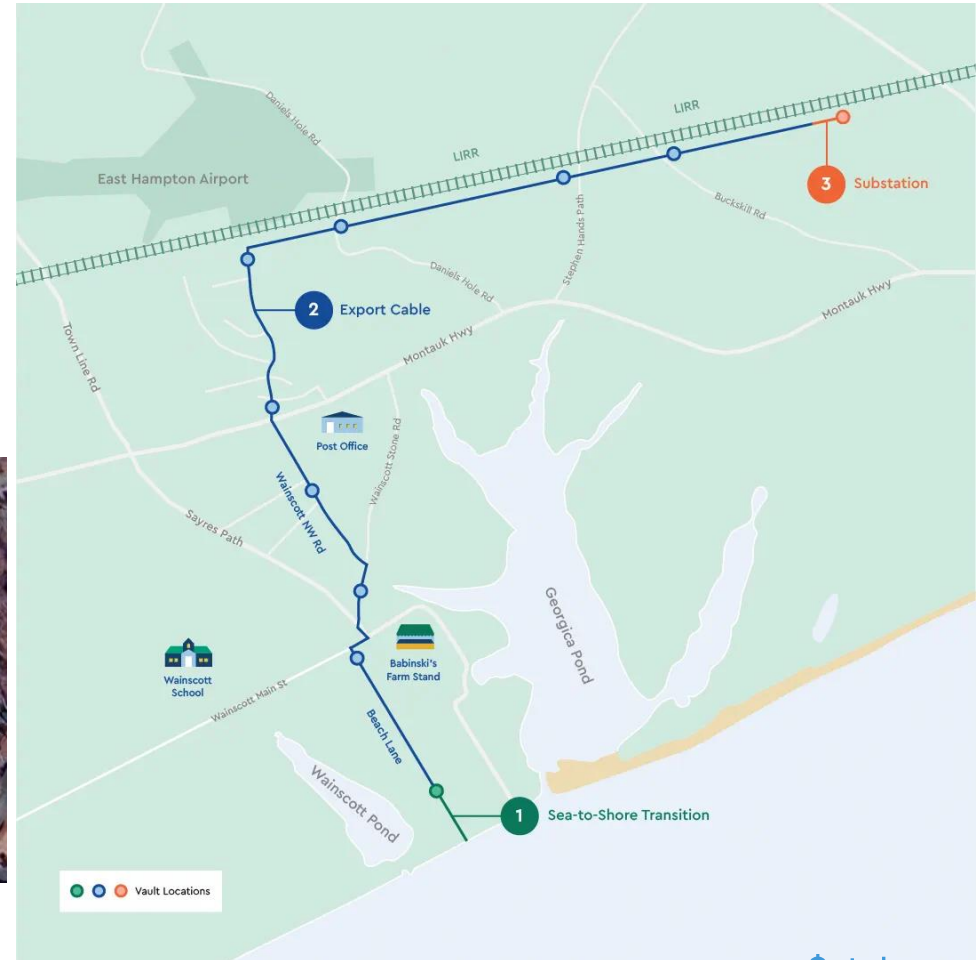 Daniels Hole Rd
LIRR
LIRR
East Hampton Airport
3 Substation
Buckskill Rd
Stephen Hands Path
Daniels Hole Rd
2 Export Cable
Montauk Hwy
Montauk Hwy
Town Line Rd
Post Office
Wainscott Stone Rd
Wainscott NW Rd
Sayres Path
Georgica Pond
Babinski's
Farm Stand
Wainscott
School
Wainscott Main St
Beach Lane
Wainscott Pond
1 Sea-to-Shore Transition
Vault Locations